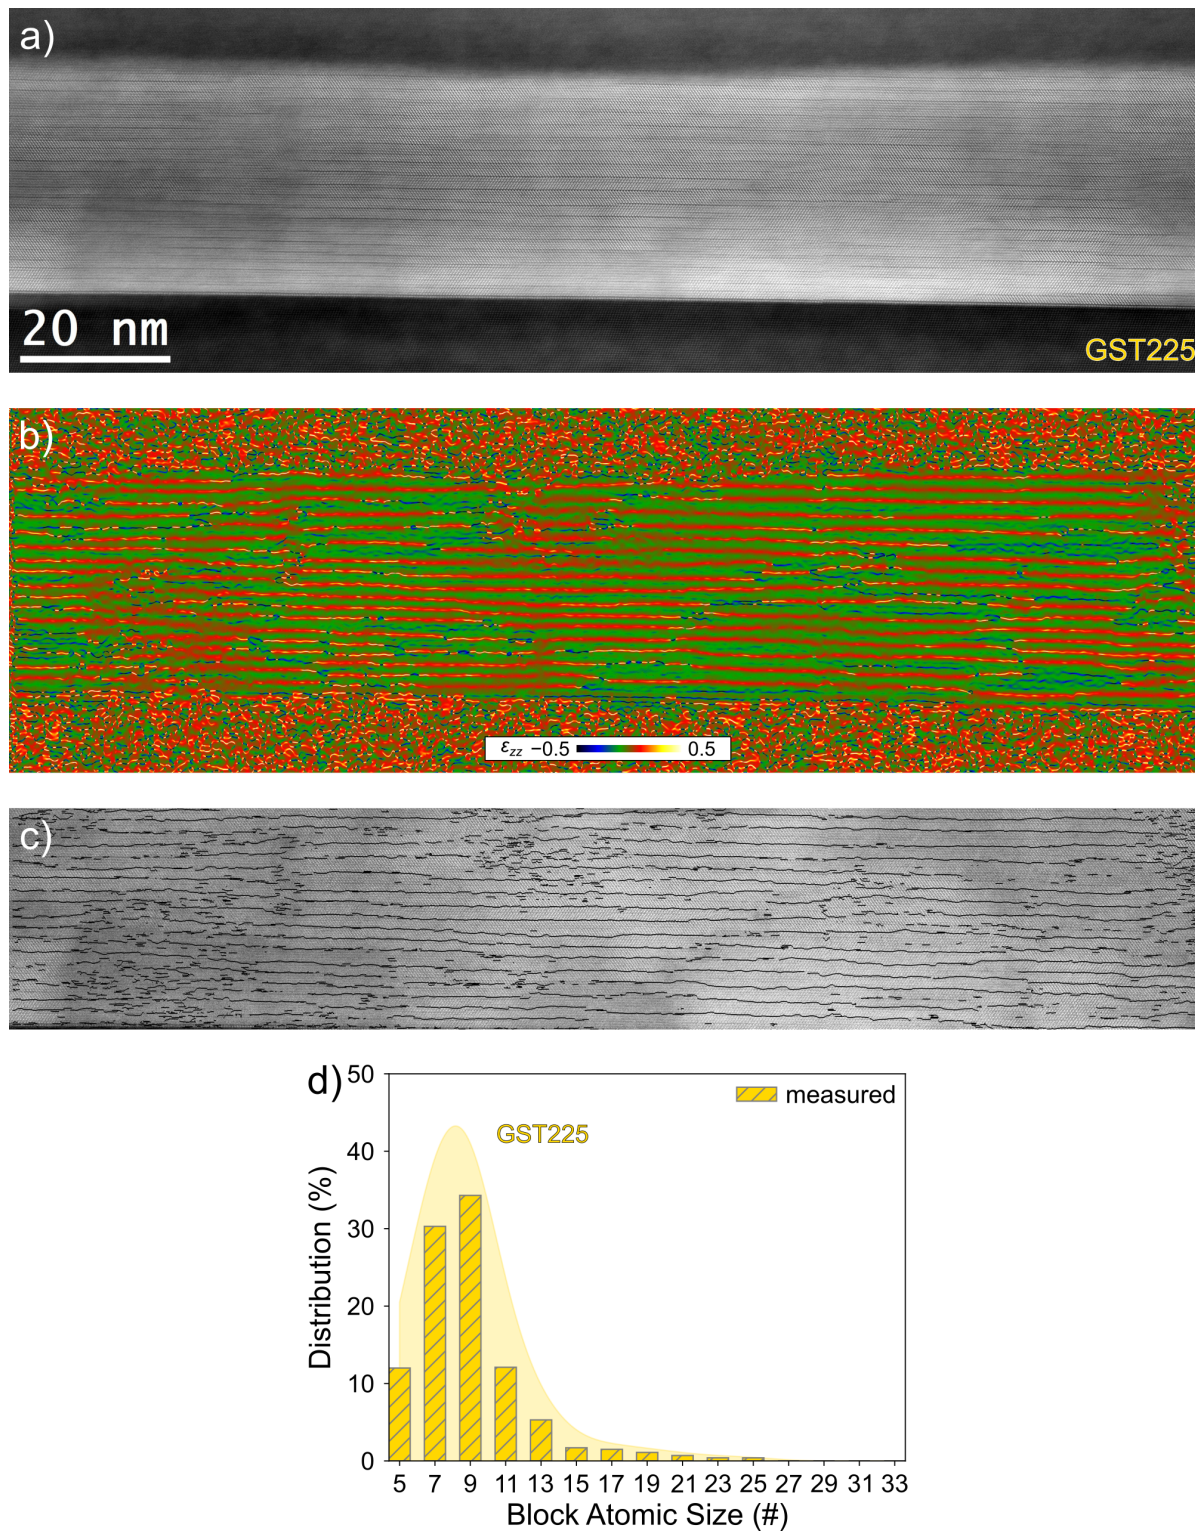 a)
20 nm
GST225
b)
εzz −0.5 0.5
c)
d)
50
40
30
20
10
0
Distribution (%)
measured
GST225
5 7 9 11 13 15 17 19 21 23 25 27 29 31 33
Block Atomic Size (#)